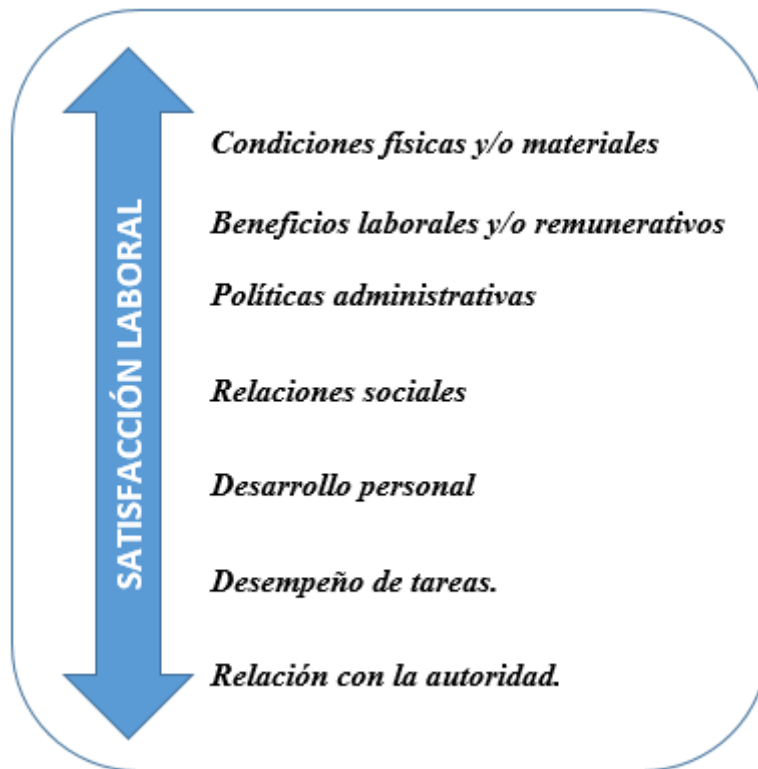 SATISFACCIÓN LABORAL
Condiciones físicas y/o materiales
Beneficios laborales y/o remunerativos
Políticas administrativas
Relaciones sociales
Desarrollo personal
Desempeño de tareas.
Relación con la autoridad.